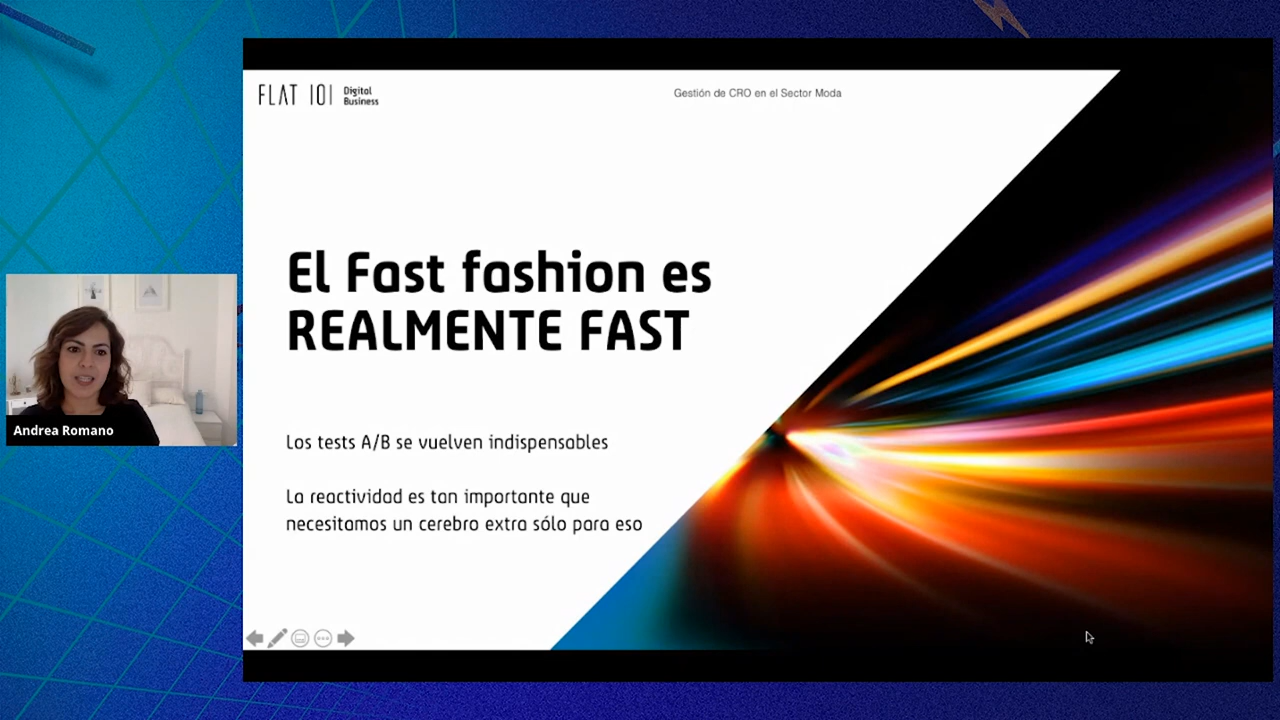 FLAT 101 Digital Business
Gestión de CRO en el Sector Moda
El Fast fashion es
REALMENTE FAST
Los tests A/B se vuelven indispensables
La reactividad es tan importante que
necesitamos un cerebro extra sólo para eso
Andrea Romano